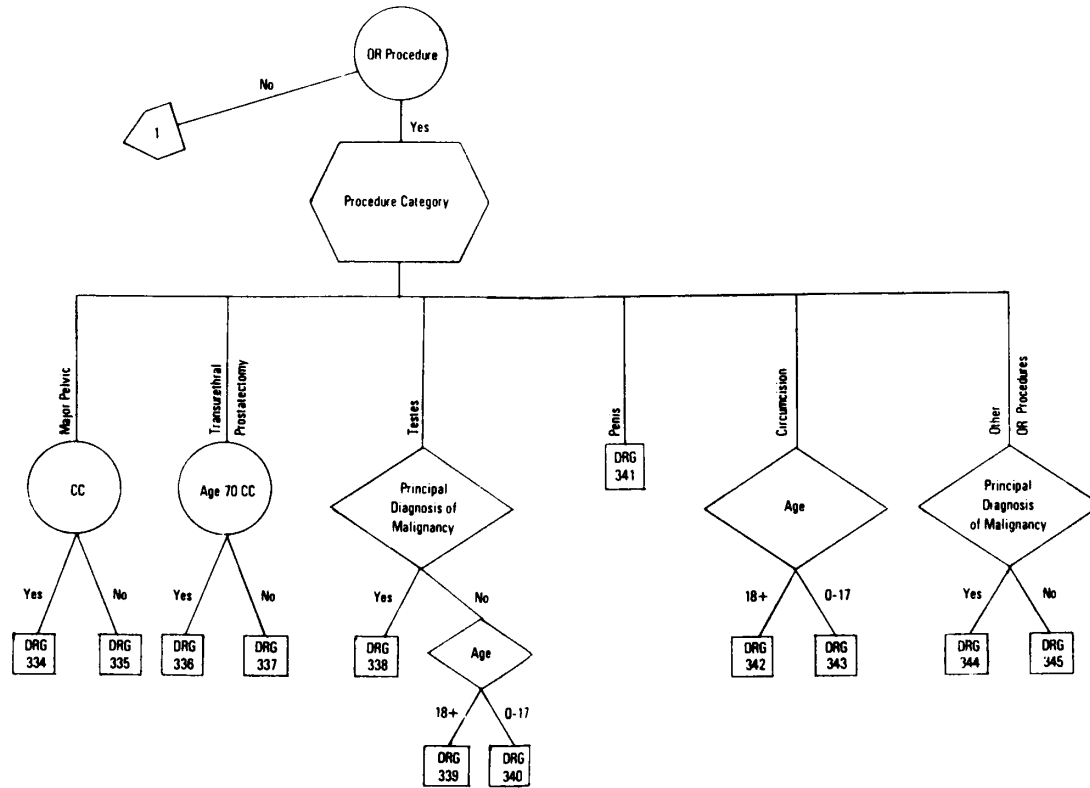 OR Procedure
No
1
Yes
Procedure Category
Major Pelvic
Transurethral
Prostatectomy
Testes
Penis
Circumcision
Other
OR Procedures
CC
Age 70 CC
Principal
Diagnosis of
Malignancy
DRG
341
Age
Principal
Diagnosis
of Malignancy
Yes
No
Yes
No
Yes
No
18+
0-17
Yes
No
DRG
334
DRG
335
DRG
336
DRG
337
DRG
338
Age
DRG
342
DRG
343
DRG
344
DRG
345
18+
0-17
DRG
339
DRG
340